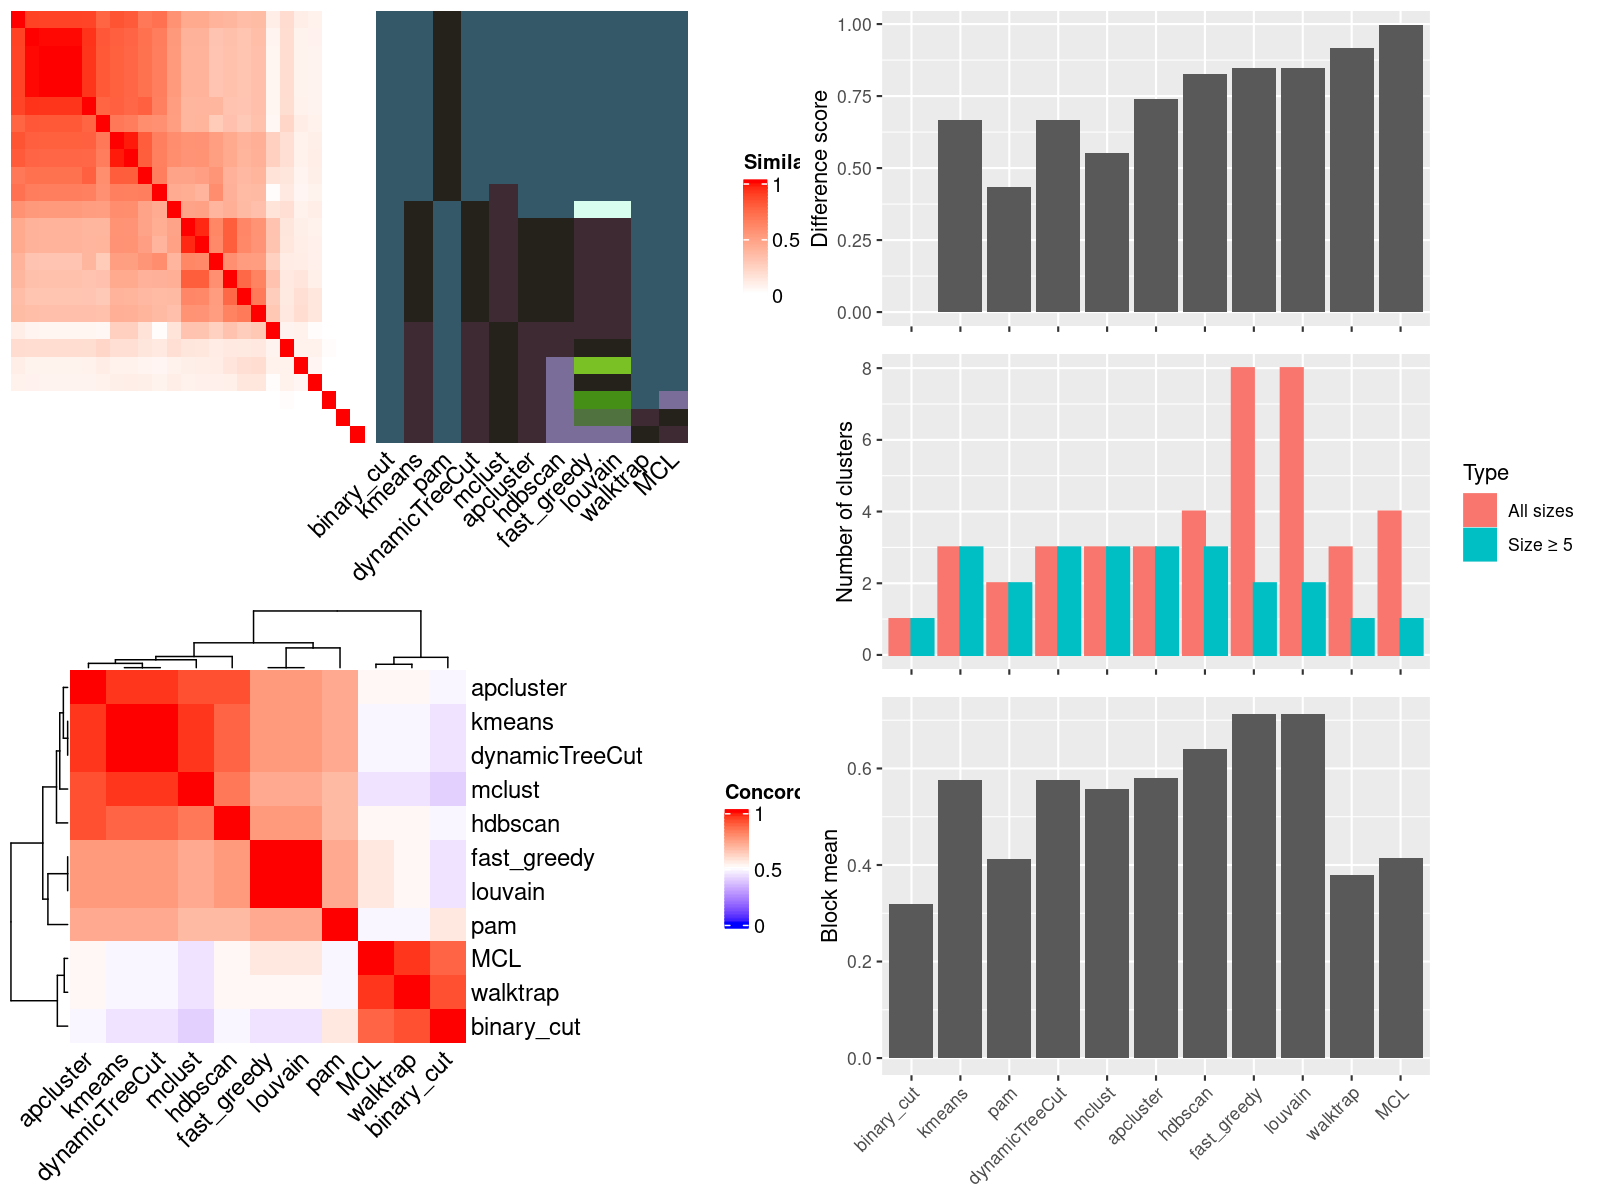 Simila
1
0.5
0
binary_cut
kmeans
pam
dynamicTreeCut
mclust
apcluster
hdbscan
fast_greedy
louvain
walktrap
MCL
apcluster
kmeans
dynamicTreeCut
mclust
hdbscan
fast_greedy
louvain
pam
MCL
walktrap
binary_cut
Concorc
1
0.5
0
apcluster
kmeans
dynamicTreeCut
mclust
hdbscan
fast_greedy
louvain
pam
MCL
walktrap
binary_cut
Difference score
1.00
0.75
0.50
0.25
0.00
Number of clusters
8
6
4
2
0
Type
All sizes
Size ≥ 5
Block mean
0.6
0.4
0.2
0.0
binary_cut
kmeans
pam
dynamicTreeCut
mclust
apcluster
hdbscan
fast_greedy
louvain
walktrap
MCL